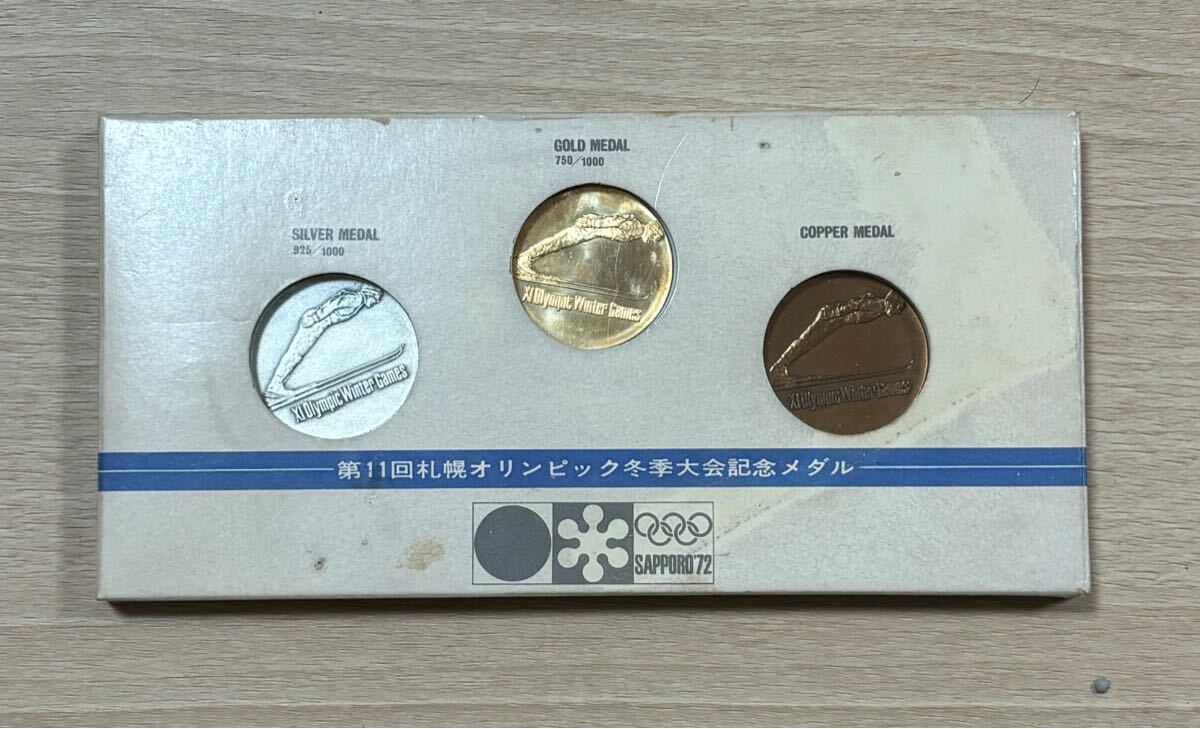 GOLD MEDAL
750/1000
SILVER MEDAL
925/1000
COPPER MEDAL
XI Olympic Winter Games
XI Olympic Winter Games
XI Olympic Winter Games
第11回札幌オリンピック冬季大会記念メダル
SAPPORO'72